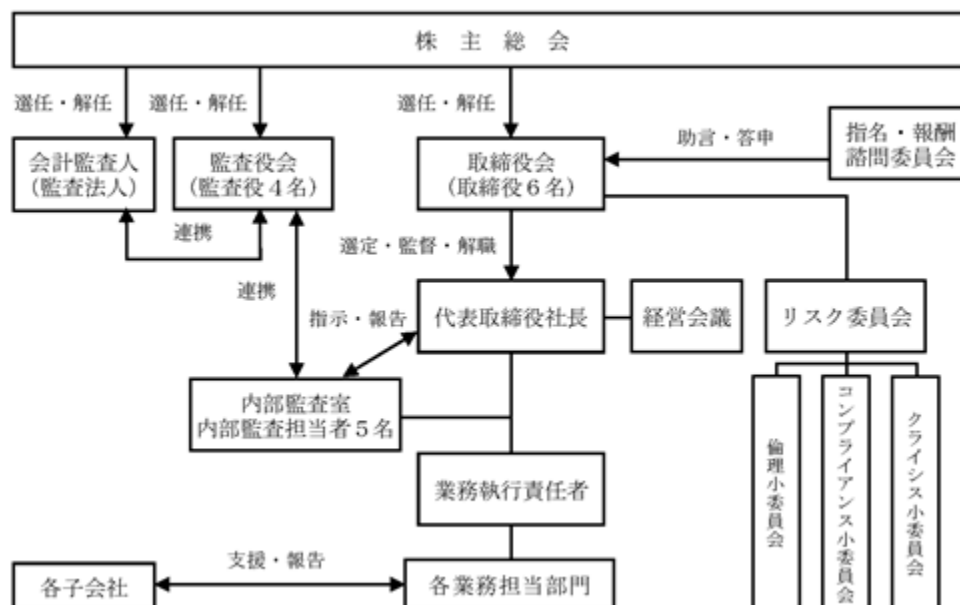 株 主 総 会
選任・解任
選任・解任
選任・解任
会計監査人
（監査法人）
監査役会
（監査役４名）
取締役会
（取締役６名）
助言・答申
指名・報酬
諮問委員会
連携
選定・監督・解職
連携
指示・報告
代表取締役社長
経営会議
リスク委員会
内部監査室
内部監査担当者５名
倫理小委員会
コンプライアンス小委員会
クライシス小委員会
業務執行責任者
支援・報告
各子会社
各業務担当部門